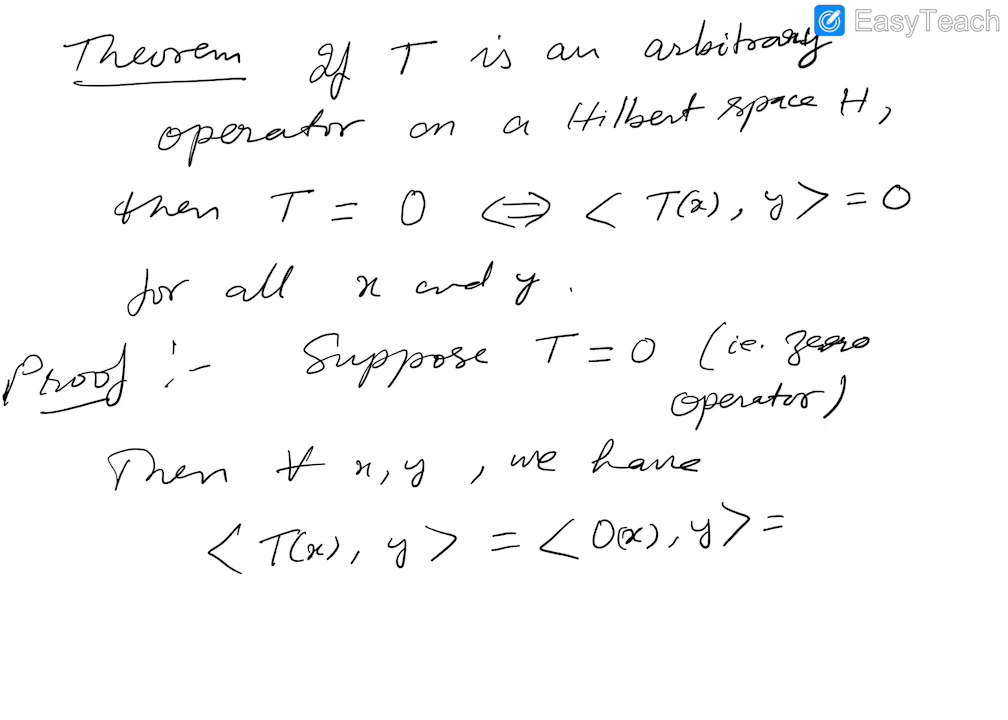 EasyTeach
Theorem If T is an arbitrary
operator on a Hilbert space H,
then T = 0 ⇔ < T(x), y > = 0
for all x and y.
Proof :- Suppose T = 0 (ie. zero
operator)
Then ∀ x, y, we have
< T(x), y > = < O(x), y > =